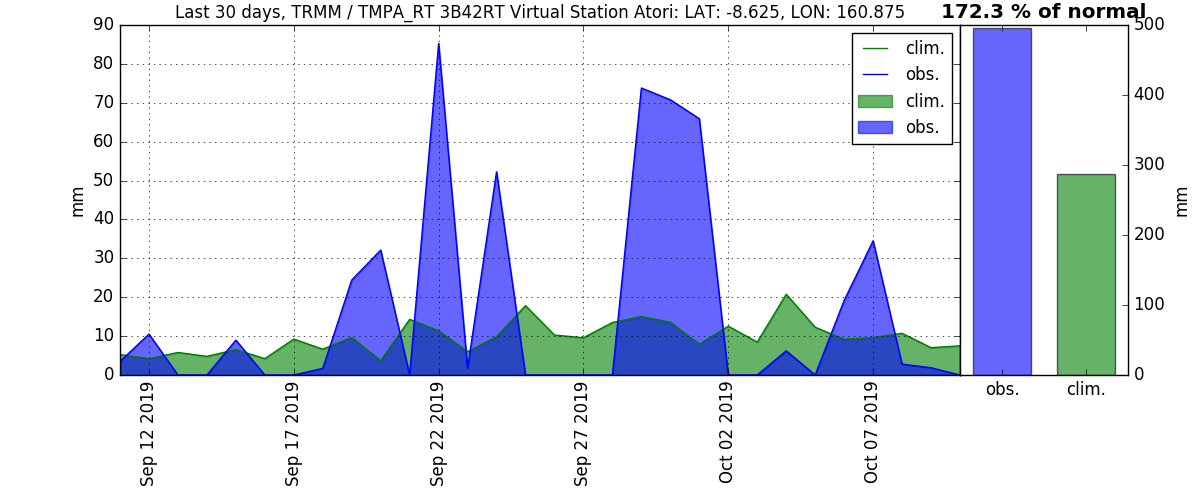 Last 30 days, TRMM / TMPA_RT 3B42RT Virtual Station Atori: LAT: -8.625, LON: 160.875
172.3 % of normal
90
80
70
60
50
40
30
20
10
0
mm
clim.
obs.
clim.
obs.
Sep 12 2019
Sep 17 2019
Sep 22 2019
Sep 27 2019
Oct 02 2019
Oct 07 2019
500
400
300
200
100
0
mm
obs.
clim.